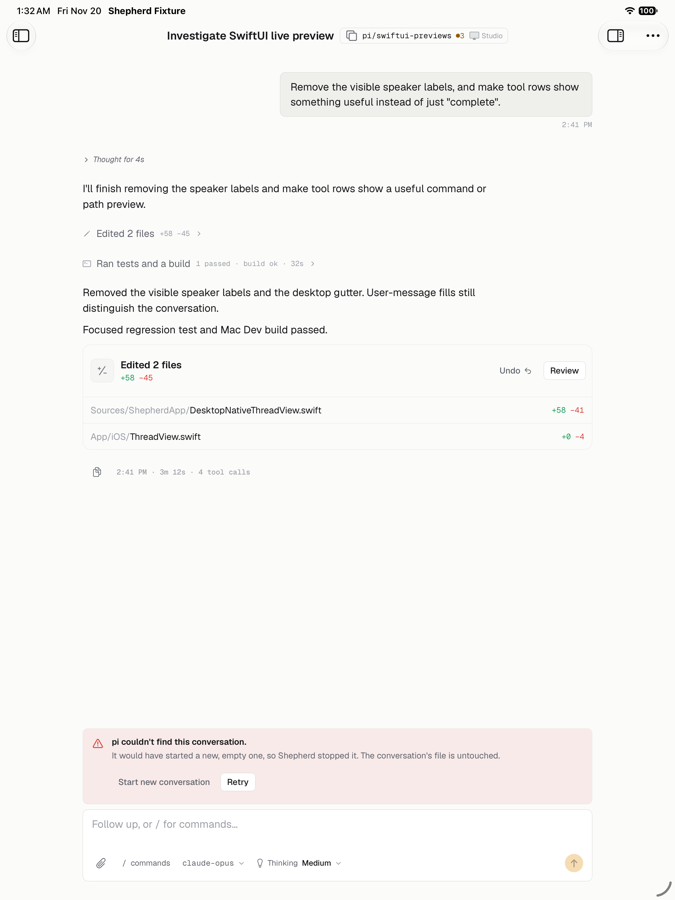 1:32 AM Fri Nov 20 Shepherd Fixture
100
Investigate SwiftUI live preview pi/swiftui-previews 3 Studio
Remove the visible speaker labels, and make tool rows show
something useful instead of just "complete".
2:41 PM
Thought for 4s
I'll finish removing the speaker labels and make tool rows show a useful command or
path preview.
Edited 2 files +58 −45
Ran tests and a build 1 passed · build ok · 32s
Removed the visible speaker labels and the desktop gutter. User-message fills still
distinguish the conversation.
Focused regression test and Mac Dev build passed.
Edited 2 files
+58 −45
Undo Review
Sources/ShepherdApp/DesktopNativeThreadView.swift +58 −41
App/iOS/ThreadView.swift +0 −4
2:41 PM · 3m 12s · 4 tool calls
pi couldn't find this conversation.
It would have started a new, empty one, so Shepherd stopped it. The conversation's file is untouched.
Start new conversation Retry
Follow up, or / for commands...
/ commands claude-opus Thinking Medium